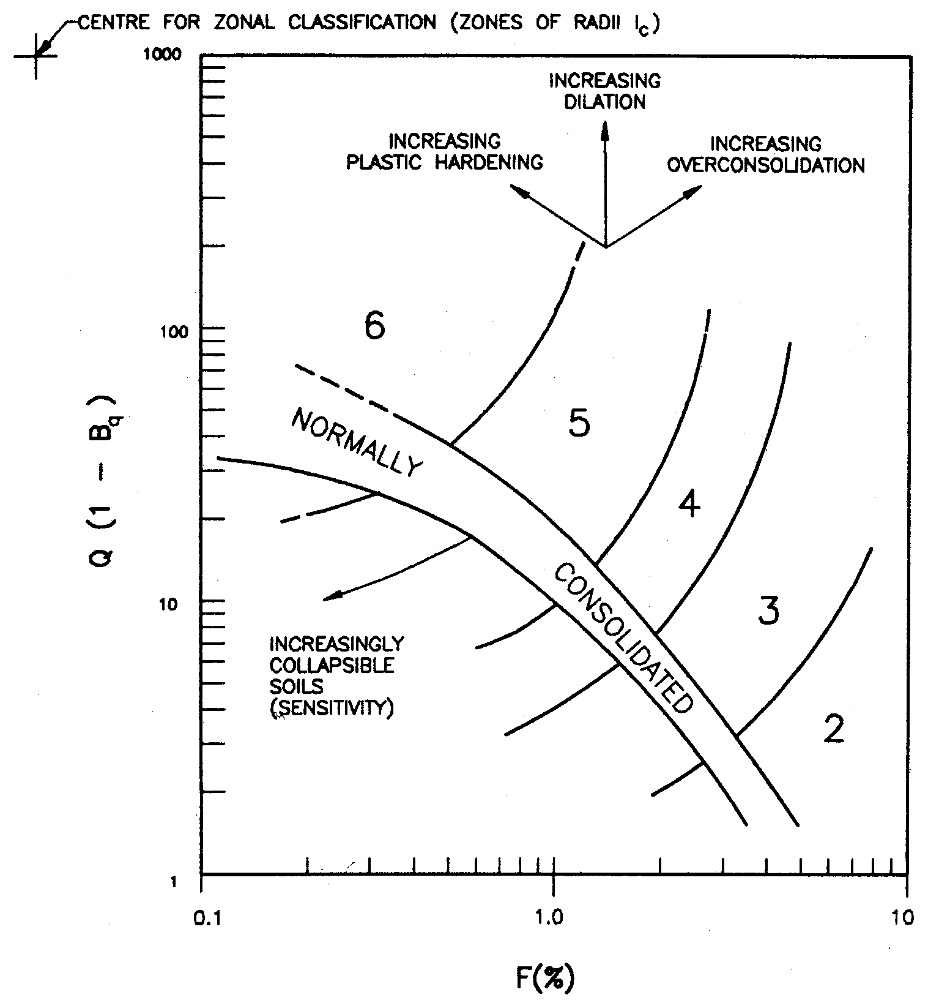 CENTRE FOR ZONAL CLASSIFICATION (ZONES OF RADII Ic)
1000
INCREASING
DILATION
INCREASING
PLASTIC HARDENING
INCREASING
OVERCONSOLIDATION
6
100
5
NORMALLY
4
Q (1 - Bq)
CONSOLIDATED
10
3
INCREASINGLY
COLLAPSIBLE
SOILS
(SENSITIVITY)
2
1
0.1
1.0
10
F(%)